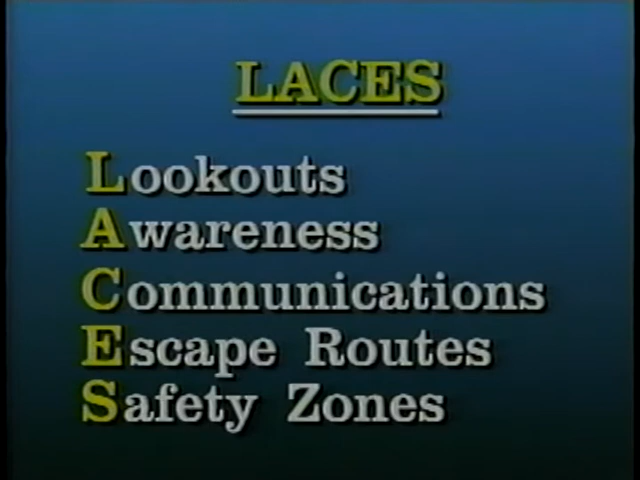 LACES
Lookouts
Awareness
Communications
Escape Routes
Safety Zones